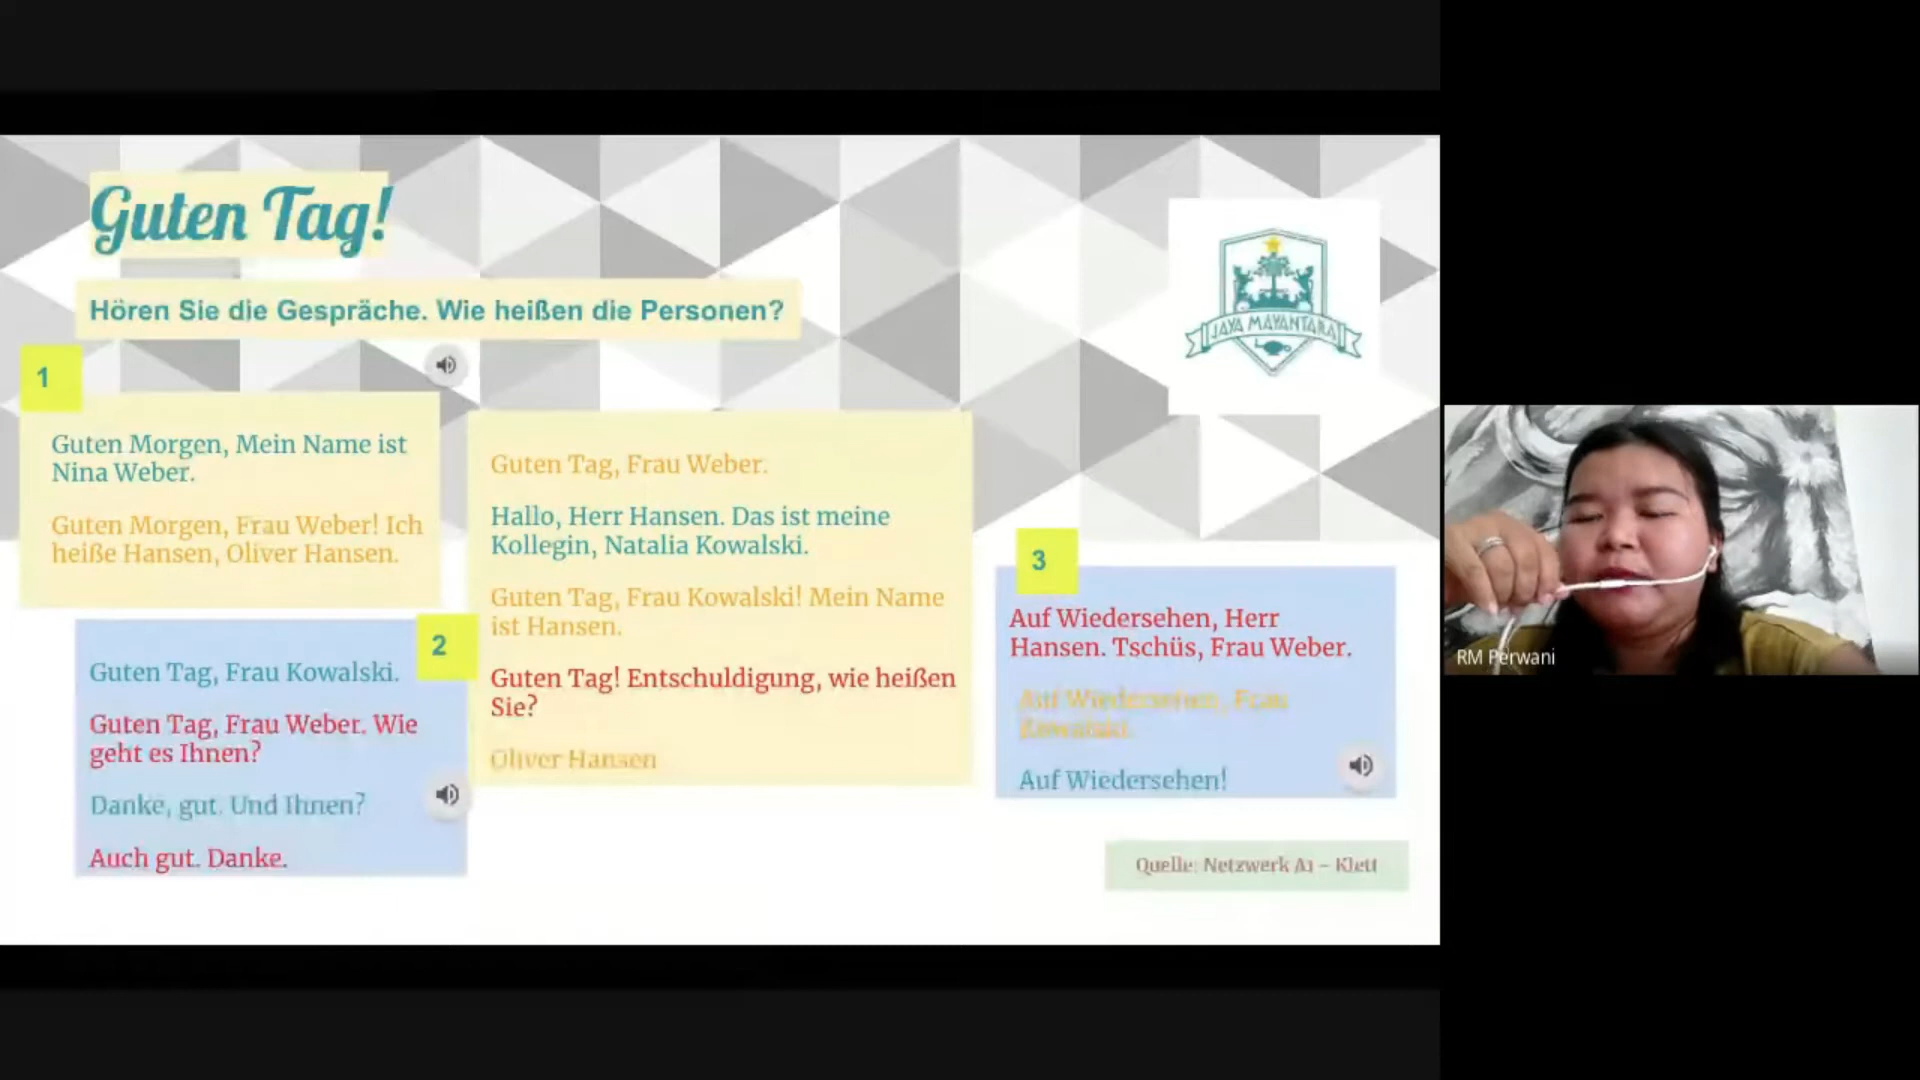 Guten Tag!
Hören Sie die Gespräche. Wie heißen die Personen?
JAYA MAYANTARA
1
Guten Morgen, Mein Name ist
Nina Weber.
Guten Morgen, Frau Weber! Ich
heiße Hansen, Oliver Hansen.
2
Guten Tag, Frau Kowalski.
Guten Tag, Frau Weber. Wie
geht es Ihnen?
Danke, gut. Und Ihnen?
Auch gut. Danke.
Guten Tag, Frau Weber.
Hallo, Herr Hansen. Das ist meine
Kollegin, Natalia Kowalski.
Guten Tag, Frau Kowalski! Mein Name
ist Hansen.
Guten Tag! Entschuldigung, wie heißen
Sie?
Oliver Hansen
3
Auf Wiedersehen, Herr
Hansen. Tschüs, Frau Weber.
Auf Wiedersehen, Frau
Kowalski.
Auf Wiedersehen!
Quelle: Netzwerk A1 – Klett
RM Perwani